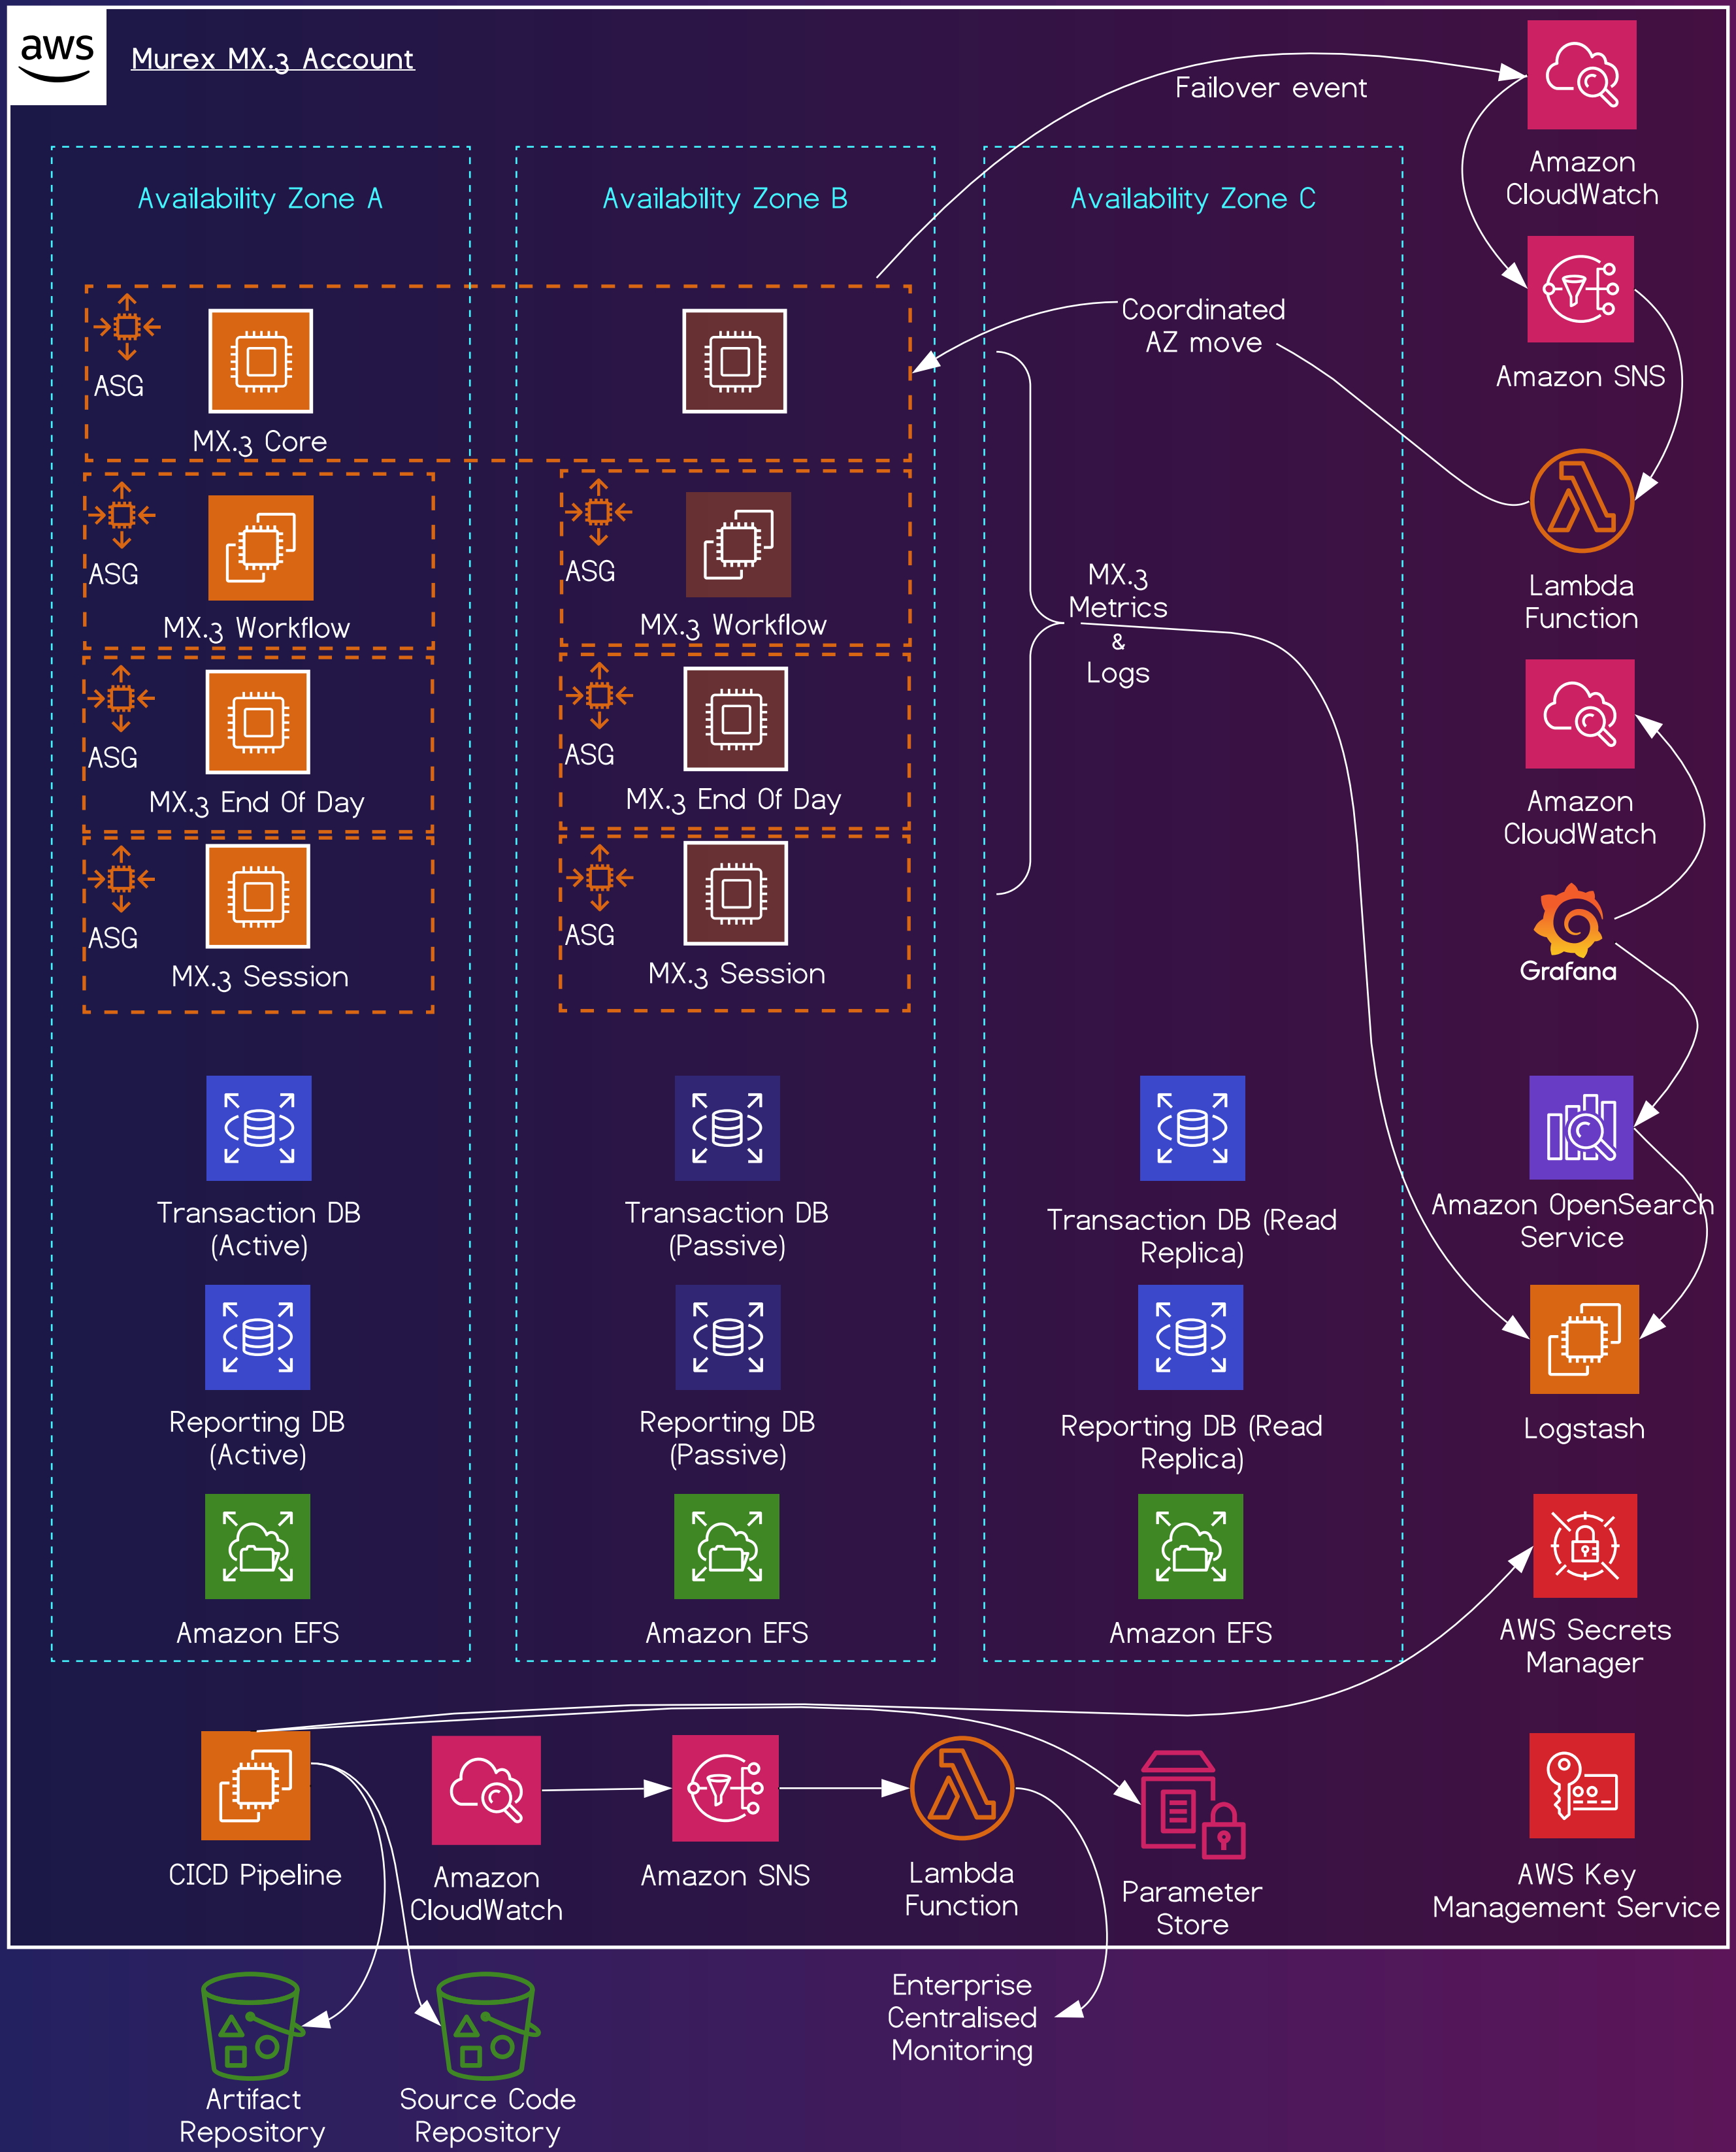 aws
Murex MX.3 Account
Failover event
Amazon
CloudWatch
Availability Zone A
Availability Zone B
Availability Zone C
Amazon SNS
Coordinated
AZ move
ASG
MX.3 Core
Lambda
Function
ASG
MX.3 Workflow
ASG
MX.3 Workflow
MX.3
Metrics
&
Logs
ASG
MX.3 End Of Day
ASG
MX.3 End Of Day
Amazon
CloudWatch
ASG
MX.3 Session
ASG
MX.3 Session
Grafana
Transaction DB
(Active)
Transaction DB
(Passive)
Transaction DB (Read
Replica)
Amazon OpenSearch
Service
Reporting DB
(Active)
Reporting DB
(Passive)
Reporting DB (Read
Replica)
Logstash
Amazon EFS
Amazon EFS
Amazon EFS
AWS Secrets
Manager
CICD Pipeline
Amazon
CloudWatch
Amazon SNS
Lambda
Function
Parameter
Store
AWS Key
Management Service
Artifact
Repository
Source Code
Repository
Enterprise
Centralised
Monitoring